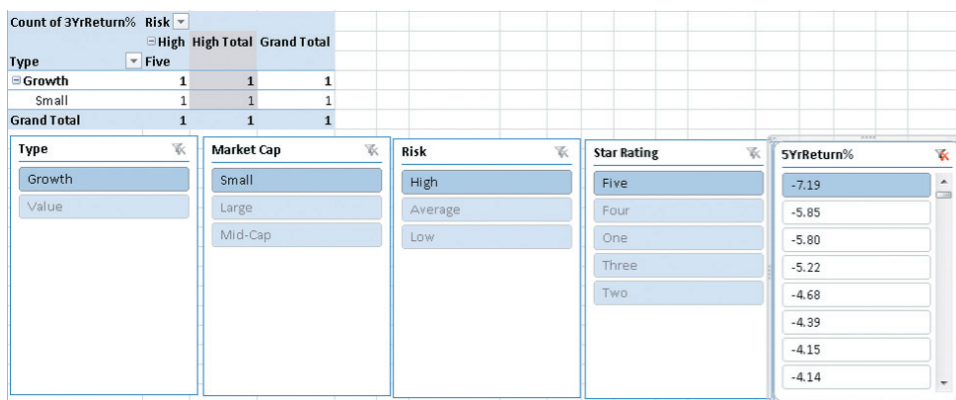 Count of 3YrReturn% Risk
High High Total Grand Total
Type Five
Growth 1 1 1
Small 1 1 1
Grand Total 1 1 1
Type
Growth
Value
Market Cap
Small
Large
Mid-Cap
Risk
High
Average
Low
Star Rating
Five
Four
One
Three
Two
5YrReturn%
-7.19
-5.85
-5.80
-5.22
-4.68
-4.39
-4.15
-4.14